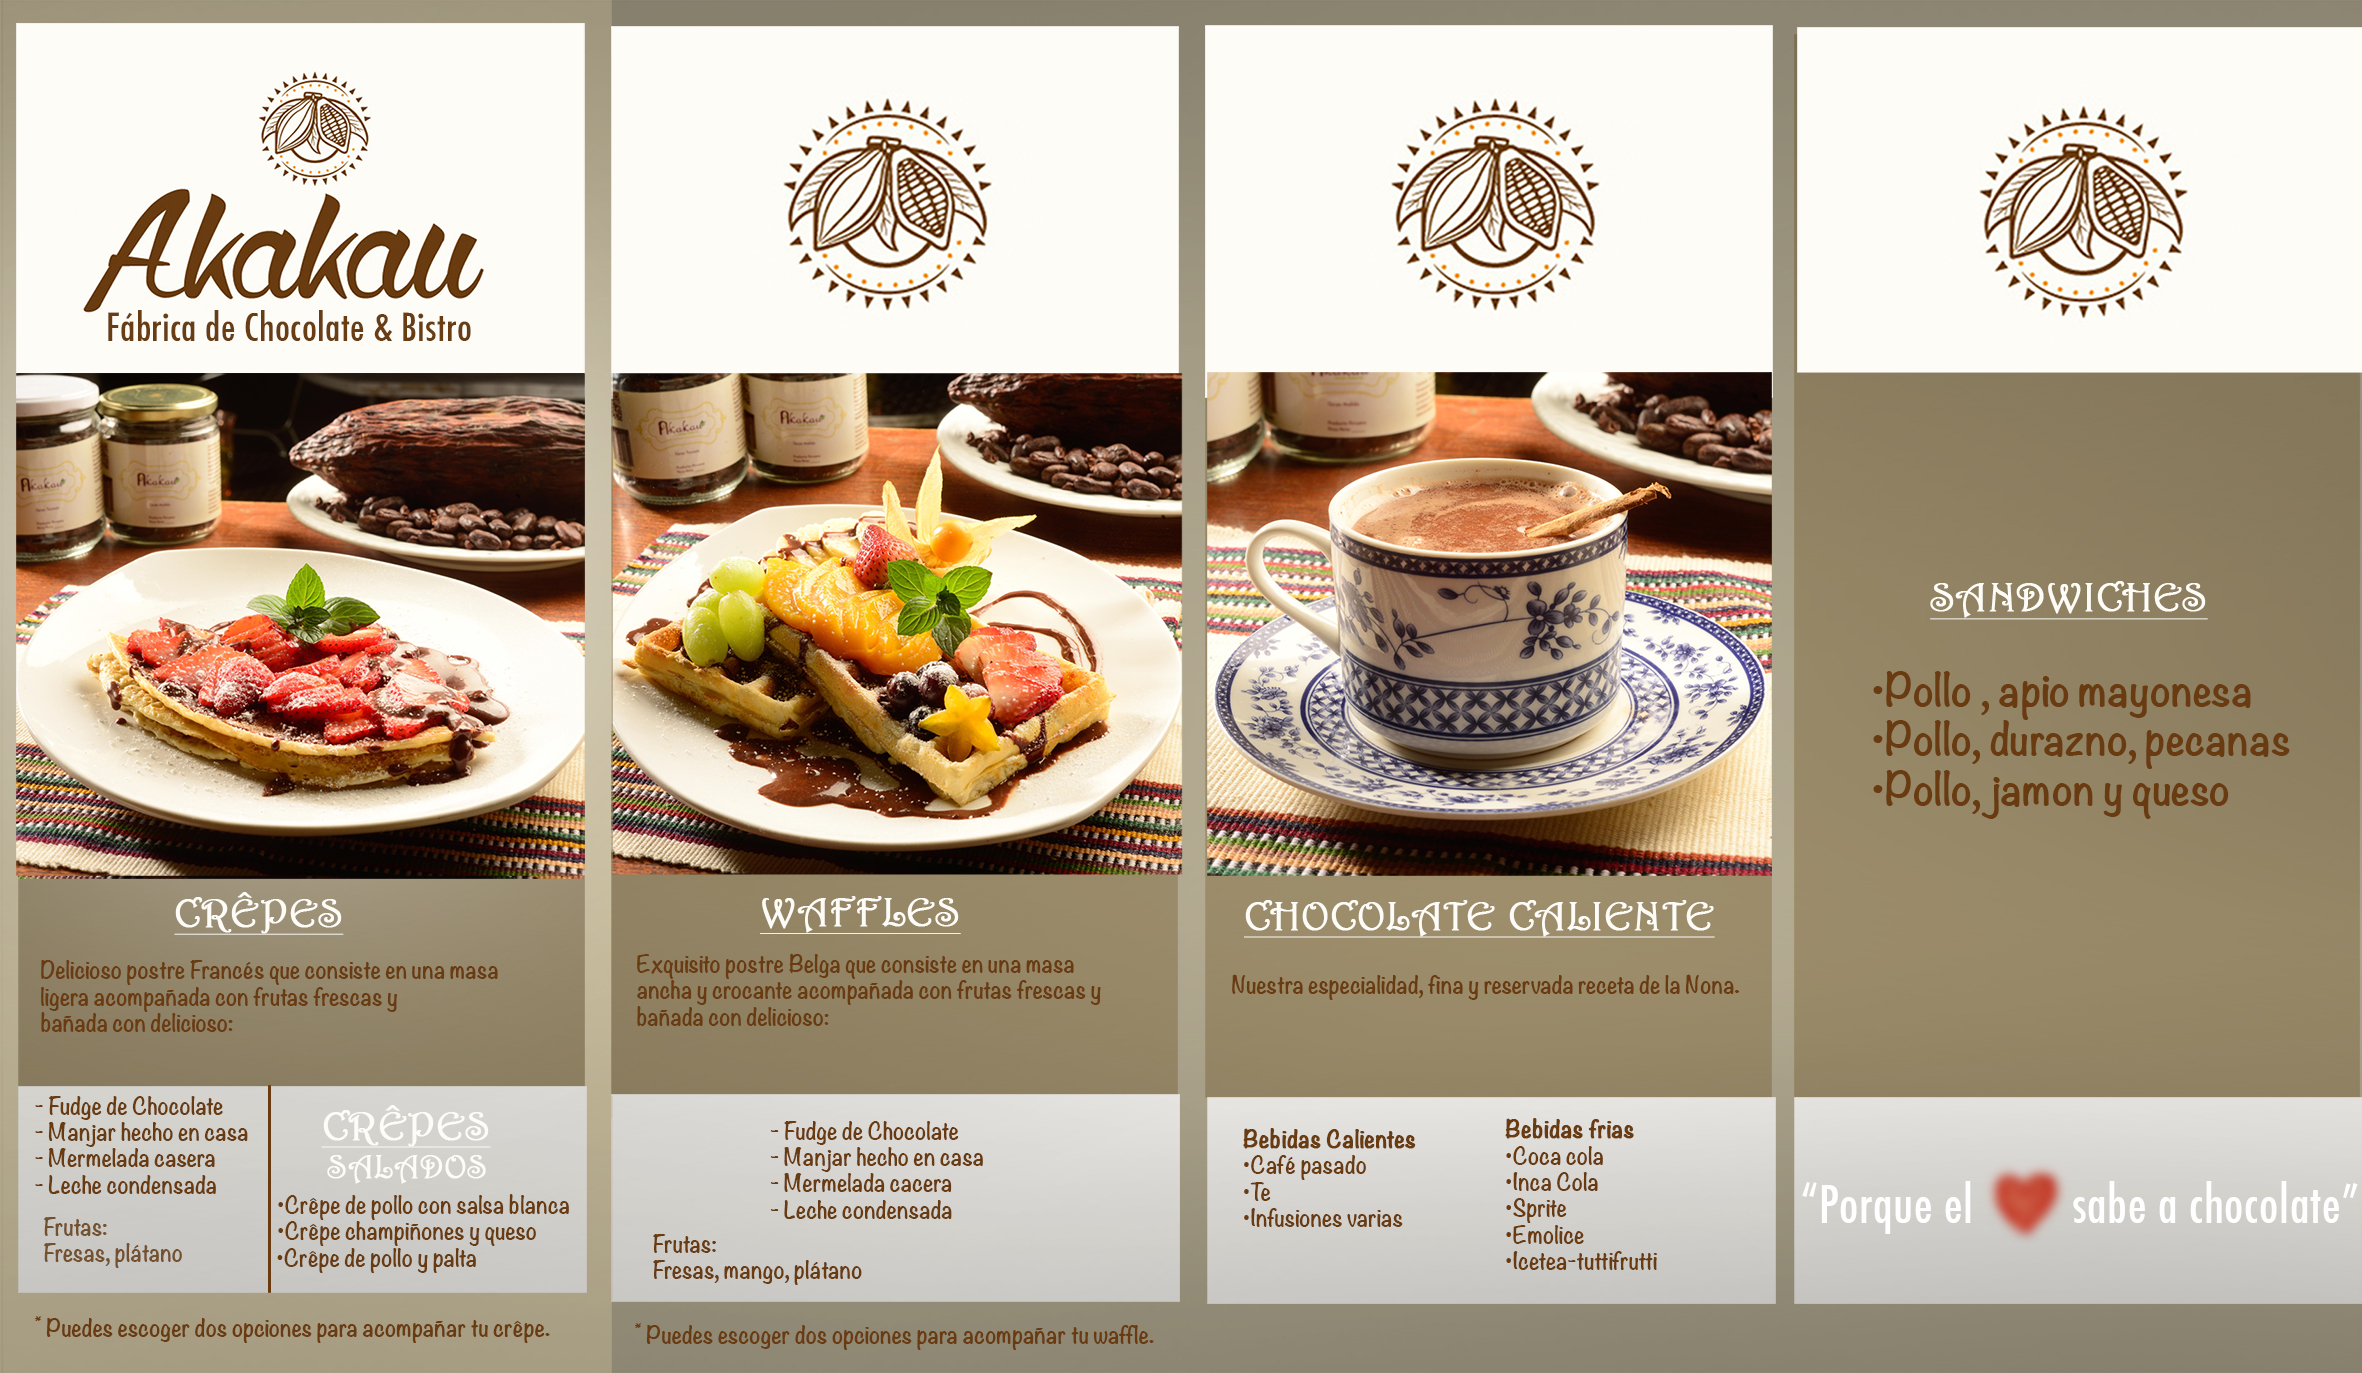 Akakau
Fábrica de Chocolate & Bistro
Akakau
Akakau
CRÊPES
Delicioso postre Francés que consiste en una masa
ligera acompañada con frutas frescas y
bañada con delicioso:
- Fudge de Chocolate
- Manjar hecho en casa
- Mermelada casera
- Leche condensada
Frutas:
Fresas, plátano
CRÊPES
SALADOS
•Crêpe de pollo con salsa blanca
•Crêpe champiñones y queso
•Crêpe de pollo y palta
* Puedes escoger dos opciones para acompañar tu crêpe.
Akakau
Akakau
WAFFLES
Exquisito postre Belga que consiste en una masa
ancha y crocante acompañada con frutas frescas y
bañada con delicioso:
- Fudge de Chocolate
- Manjar hecho en casa
- Mermelada cacera
- Leche condensada
Frutas:
Fresas, mango, plátano
* Puedes escoger dos opciones para acompañar tu waffle.
CHOCOLATE CALIENTE
Nuestra especialidad, fina y reservada receta de la Nona.
Bebidas Calientes
•Café pasado
•Te
•Infusiones varias
Bebidas frias
•Coca cola
•Inca Cola
•Sprite
•Emolice
•Icetea-tuttifrutti
SANDWICHES
•Pollo , apio mayonesa
•Pollo, durazno, pecanas
•Pollo, jamon y queso
“Porque el sabe a chocolate”